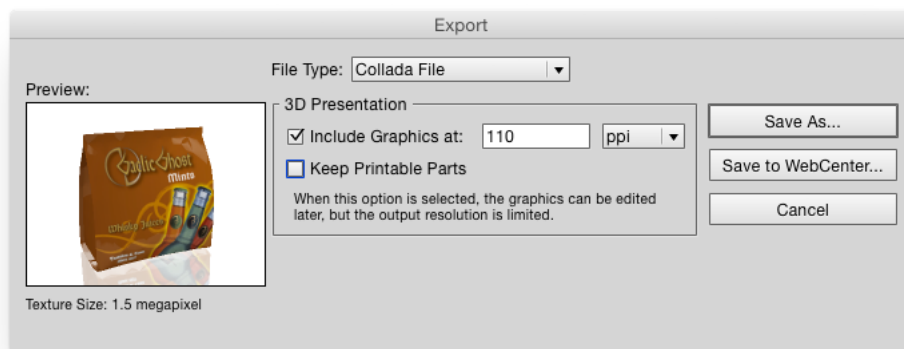 Export
File Type: Collada File
Preview:
3D Presentation
Include Graphics at: 110 ppi
Keep Printable Parts
When this option is selected, the graphics can be edited
later, but the output resolution is limited.
Save As...
Save to WebCenter...
Cancel
Gaelic Ghost
Mints
Texture Size: 1.5 megapixel